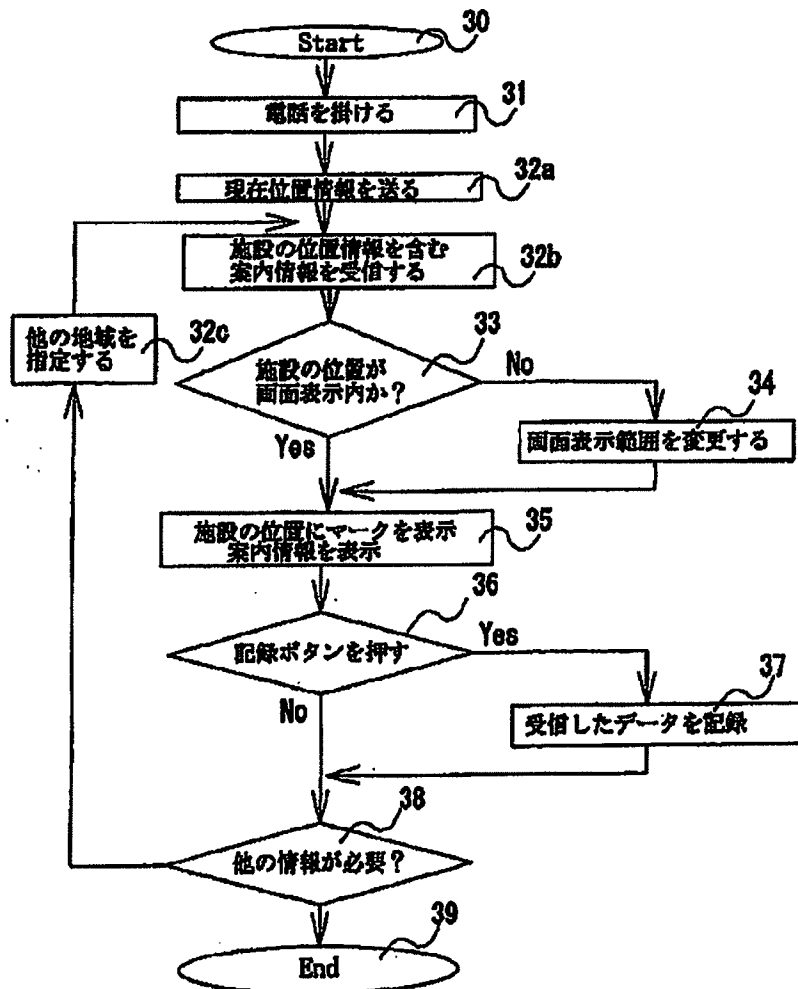 30
Start
31
電話を掛ける
32a
現在位置情報を送る
施設の位置情報を含む
案内情報を受信する
32b
他の地域を
指定する
32c
33
施設の位置が
画面表示内か?
No
Yes
34
画面表示範囲を変更する
施設の位置にマークを表示
案内情報を表示
35
36
記録ボタンを押す
Yes
No
37
受信したデータを記録
38
他の情報が必要?
39
End